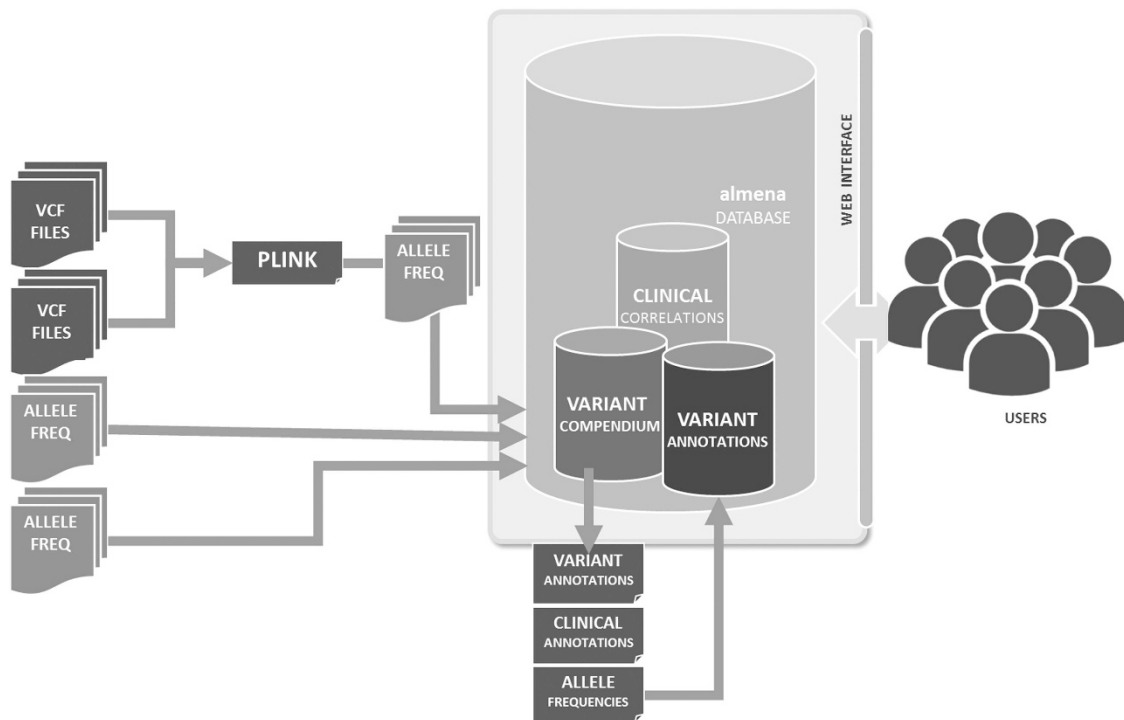 VCF
FILES
VCF
FILES
ALLELE
FREQ
ALLELE
FREQ
PLINK
ALLELE
FREQ
almena
DATABASE
CLINICAL
CORRELATIONS
VARIANT
COMPENDIUM
VARIANT
ANNOTATIONS
WEB INTERFACE
USERS
VARIANT
ANNOTATIONS
CLINICAL
ANNOTATIONS
ALLELE
FREQUENCIES